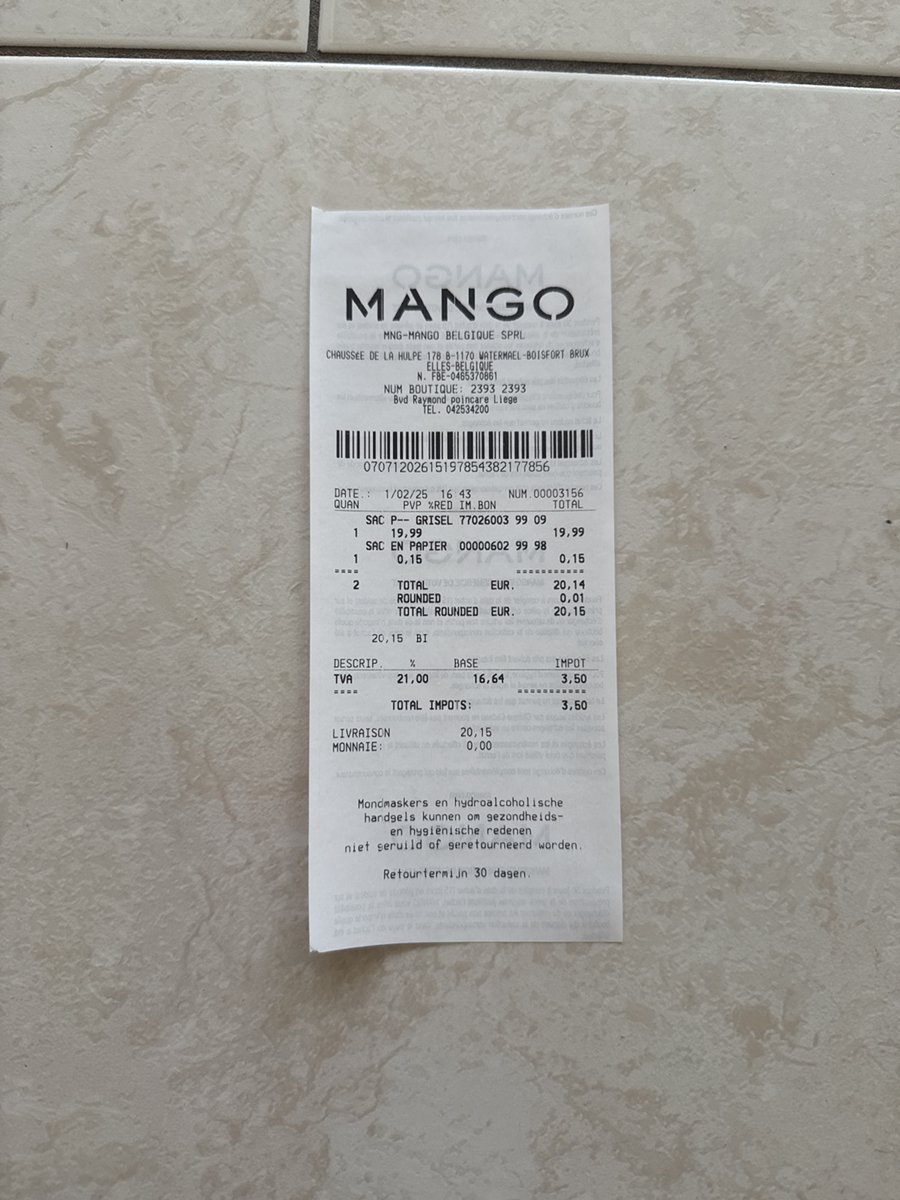 MANGO
MNG-MANGO BELGIQUE SPRL
CHAUSSéE DE LA HULPE 178 B-1170 WATERMAEL-BOISFORT BRUX
ELLES-BELGIQUE
N. FBE-0465370861
NUM BOUTIQUE: 2393 2393
Bvd Raymond poincare Liege
TEL. 042534200
07071202615197854382177856
DATE.: 1/02/25 16 43 NUM.00003156
QUAN PVP %RED IM.BON TOTAL
SAC P-- GRISEL 77026003 99 09
1 19,99 19,99
SAC EN PAPIER 00000602 99 98
1 0,15 0,15
==== ===========
2 TOTAL EUR. 20,14
ROUNDED 0,01
TOTAL ROUNDED EUR. 20,15
20,15 BI
DESCRIP. % BASE IMPOT
TVA 21,00 16,64 3,50
==== ===========
TOTAL IMPOTS: 3,50
LIVRAISON 20,15
MONNAIE: 0,00
Mondmaskers en hydroalcoholische
handgels kunnen om gezondheids-
en hygiënische redenen
niet geruild of geretourneerd worden.
Retourtermijn 30 dagen.